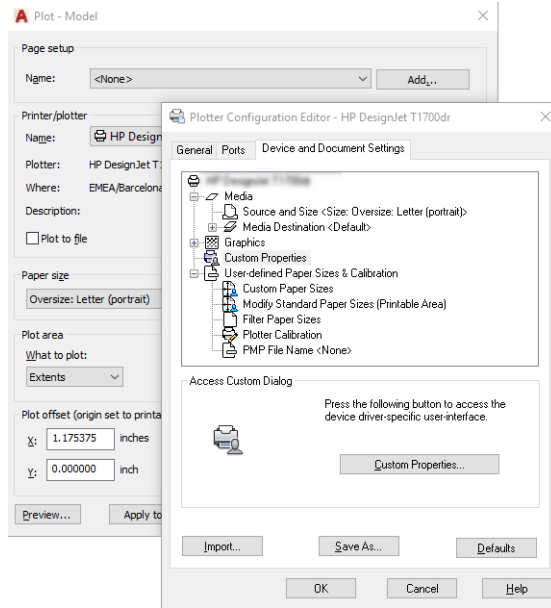 Plot - Model
Page setup
Name:
<None>
Add...
Printer/plotter
Name:
HP Design
Plotter:
HP DesignJet T1
Where:
EMEA/Barcelona
Description:
Plot to file
Paper size
Oversize: Letter (portrait)
Plot area
What to plot:
Extents
Plot offset (origin set to printa
X:
1.175375
inches
Y:
0.000000
inch
Preview...
Apply to
Plotter Configuration Editor - HP DesignJet T1700dr
General
Ports
Device and Document Settings
Media
Source and Size <Size: Oversize: Letter (portrait)>
Media Destination <Default>
Graphics
Custom Properties
User-defined Paper Sizes & Calibration
Custom Paper Sizes
Modify Standard Paper Sizes (Printable Area)
Filter Paper Sizes
Plotter Calibration
PMP File Name <None>
Access Custom Dialog
Press the following button to access the
device driver-specific user-interface.
Custom Properties...
Import...
Save As...
Defaults
OK
Cancel
Help